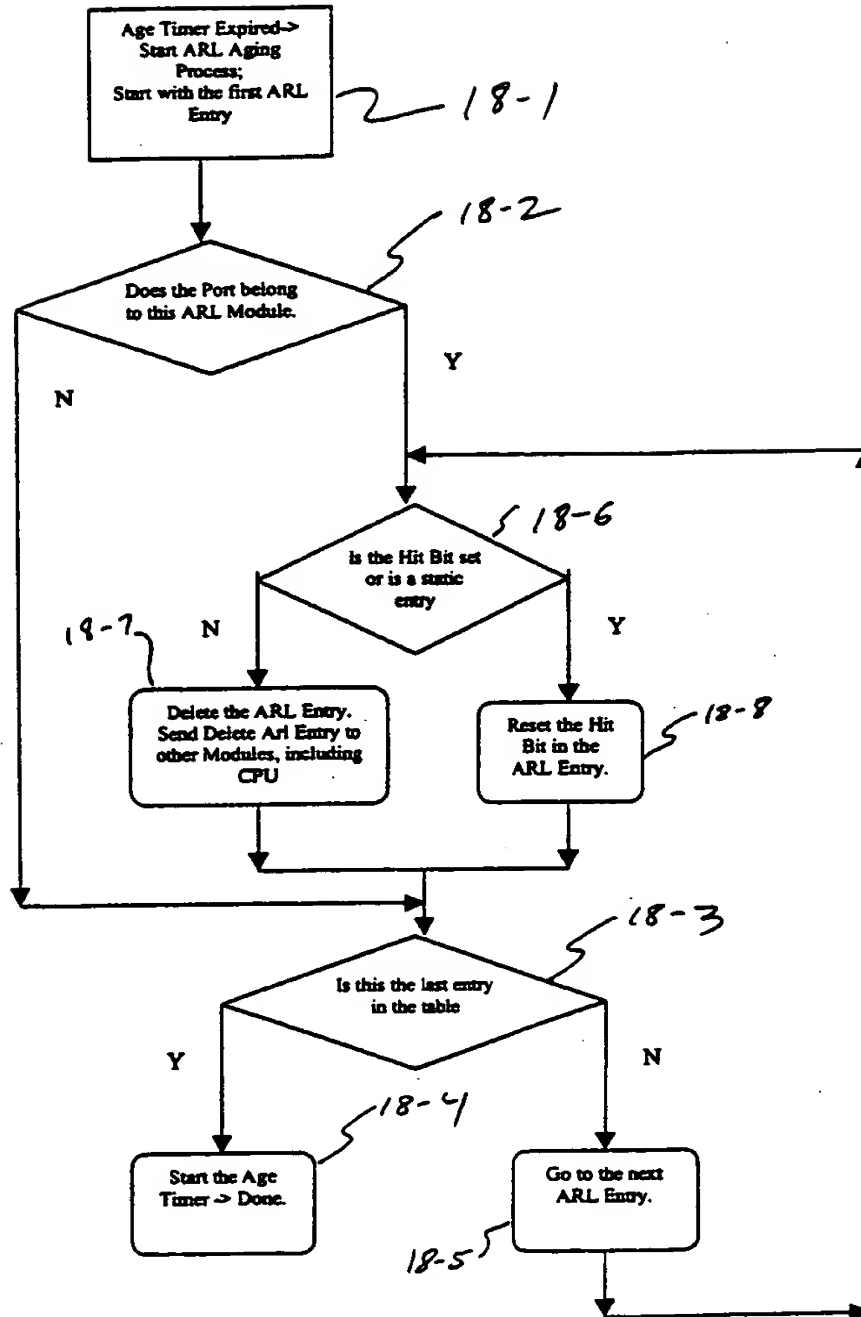 Age Timer Expired->
Start ARL Aging
Process;
Start with the first ARL
Entry
18-1
18-2
Does the Port belong
to this ARL Module.
N
Y
18-6
Is the Hit Bit set
or is a static
entry
18-7
N
Y
Delete the ARL Entry.
Send Delete Arl Entry to
other Modules, including
CPU
Reset the Hit
Bit in the
ARL Entry.
18-8
18-3
Is this the last entry
in the table
Y
N
18-4
Start the Age
Timer -> Done.
Go to the next
ARL Entry.
18-5